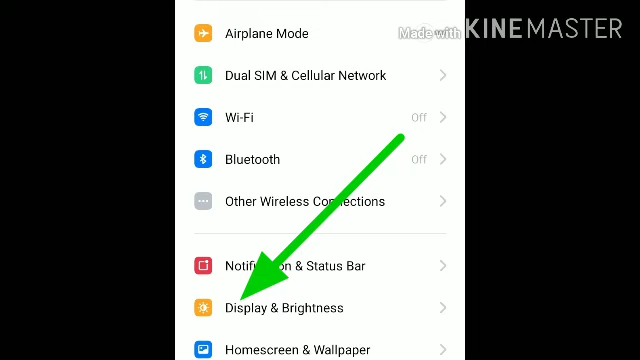 Airplane Mode
Made with KINEMASTER
Dual SIM & Cellular Network
Wi-Fi Off
Bluetooth Off
Other Wireless Connections
Notification & Status Bar
Display & Brightness
Homescreen & Wallpaper